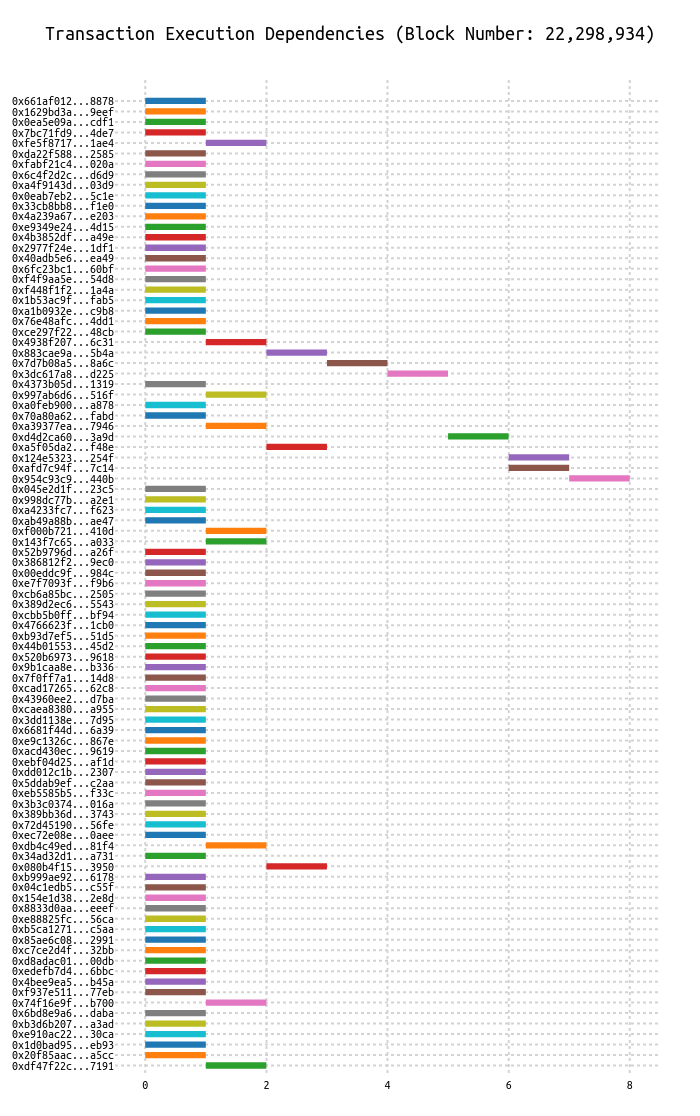 Transaction Execution Dependencies (Block Number: 22,298,934)
0x661af012...8878
0x1629bd3a...9eef
0x0ea5e09a...cdf1
0x7bc71fd9...4de7
0xfe5f8717...1ae4
0xda22f588...2585
0xfabf21c4...020a
0x6c4f2d2c...d6d9
0xa4f9143d...03d9
0x0eab7eb2...5c1e
0x33cb8bb8...f1e0
0x4a239a67...e203
0xe9349e24...4d15
0x4b3852df...a49e
0x2977f24e...1df1
0x40adb5e6...ea49
0x6fc23bc1...60bf
0xf4f9aa5e...54d8
0xf448f1f2...1a4a
0x1b53ac9f...fab5
0xa1b0932e...c9b8
0x76e48afc...4dd1
0xce297f22...48cb
0x4938f207...6c31
0x883cae9a...5b4a
0x7d7b08a5...8a6c
0x3dc617a8...d225
0x4373b05d...1319
0x997ab6d6...516f
0xa0feb900...a878
0x70a80a62...fabd
0xa39377ea...7946
0xd4d2ca60...3a9d
0xa5f05da2...f48e
0x124e5323...254f
0xafd7c94f...7c14
0x954c93c9...440b
0x045e2d1f...23c5
0x998dc77b...a2e1
0xa4233fc7...f623
0xab49a88b...ae47
0xf000b721...410d
0x143f7c65...a033
0x52b9796d...a26f
0x386812f2...9ec0
0x00eddc9f...984c
0xe7f7093f...f9b6
0xcb6a85bc...2505
0x389d2ec6...5543
0xcbb5b0ff...bf94
0x4766623f...1cb0
0xb93d7ef5...51d5
0x44b01553...45d2
0x520b6973...9618
0x9b1caa8e...b336
0x7f0ff7a1...14d8
0xcad17265...62c8
0x43960ee2...d7ba
0xcaea8380...a955
0x3dd1138e...7d95
0x6681f44d...6a39
0xe9c1326c...867e
0xacd430ec...9619
0xebf04d25...af1d
0xdd012c1b...2307
0x5ddab9ef...c2aa
0xeb5585b5...f33c
0x3b3c0374...016a
0x389bb36d...3743
0x72d45190...56fe
0xec72e08e...0aee
0xdb4c49ed...81f4
0x34ad32d1...a731
0x080b4f15...3950
0xb999ae92...6178
0x04c1edb5...c55f
0x154e1d38...2e8d
0x8833d0aa...eeef
0xe88825fc...56ca
0xb5ca1271...c5aa
0x85ae6c08...2991
0xc7ce2d4f...32bb
0xd8adac01...00db
0xedefb7d4...6bbc
0x4bee9ea5...b45a
0xf937e511...77eb
0x74f16e9f...b700
0x6bd8e9a6...daba
0xb3d6b207...a3ad
0xe910ac22...30ca
0x1d0bad95...eb93
0x20f85aac...a5cc
0xdf47f22c...7191
0 2 4 6 8